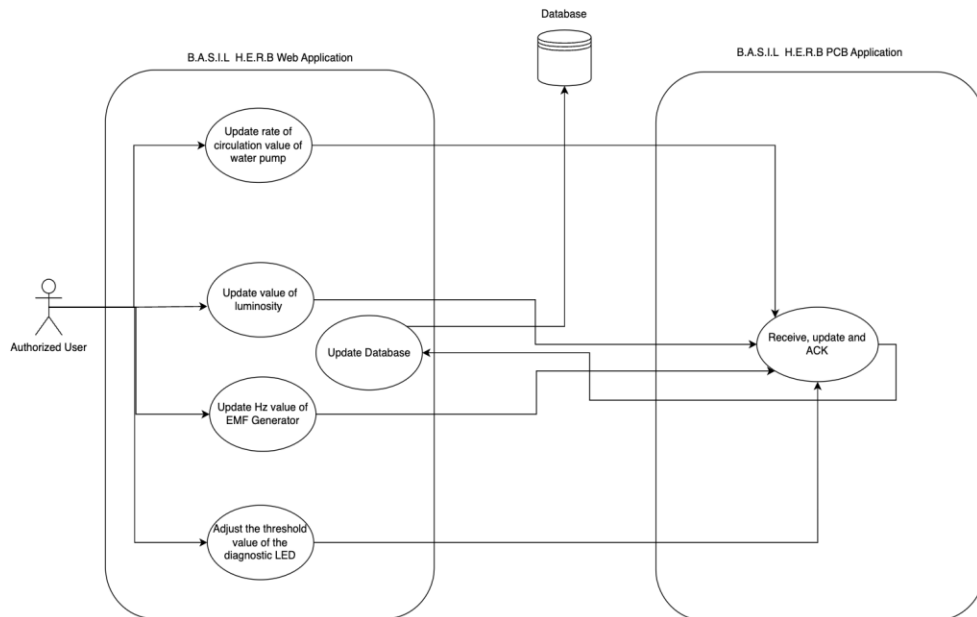 Database
B.A.S.I.L H.E.R.B Web Application
B.A.S.I.L H.E.R.B PCB Application
Update rate of
circulation value of
water pump
Update value of
luminosity
Authorized User
Update Database
Receive, update and
ACK
Update Hz value of
EMF Generator
Adjust the threshold
value of the
diagnostic LED